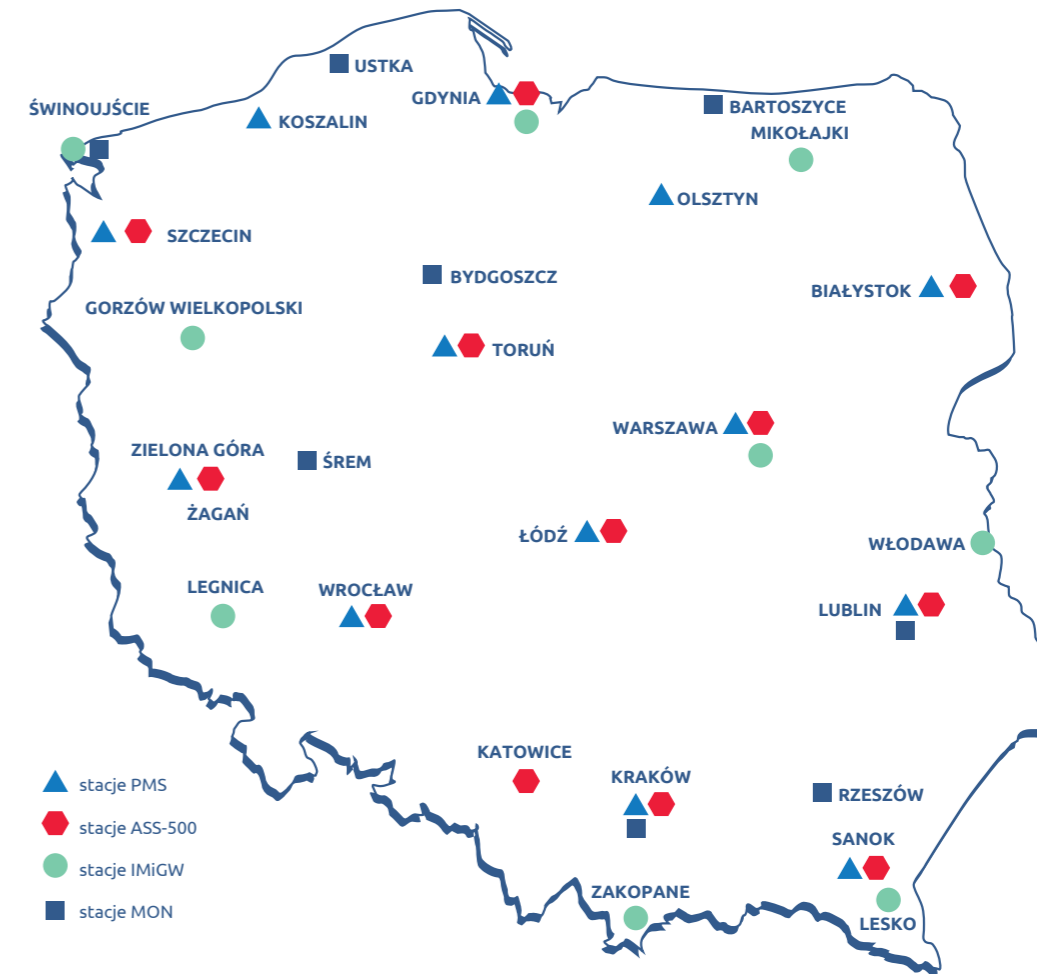 USTKA
GDYNIA
ŚWINOUJŚCIE
KOSZALIN
BARTOSZYCE
MIKOŁAJKI
OLSZTYN
SZCZECIN
BYDGOSZCZ
BIAŁYSTOK
GORZÓW WIELKOPOLSKI
TORUŃ
WARSZAWA
ZIELONA GÓRA
ŚREM
ŻAGAŃ
ŁÓDŹ
WŁODAWA
LEGNICA
WROCŁAW
LUBLIN
KATOWICE
KRAKÓW
RZESZÓW
SANOK
ZAKOPANE
LESKO
stacje PMS
stacje ASS-500
stacje IMiGW
stacje MON